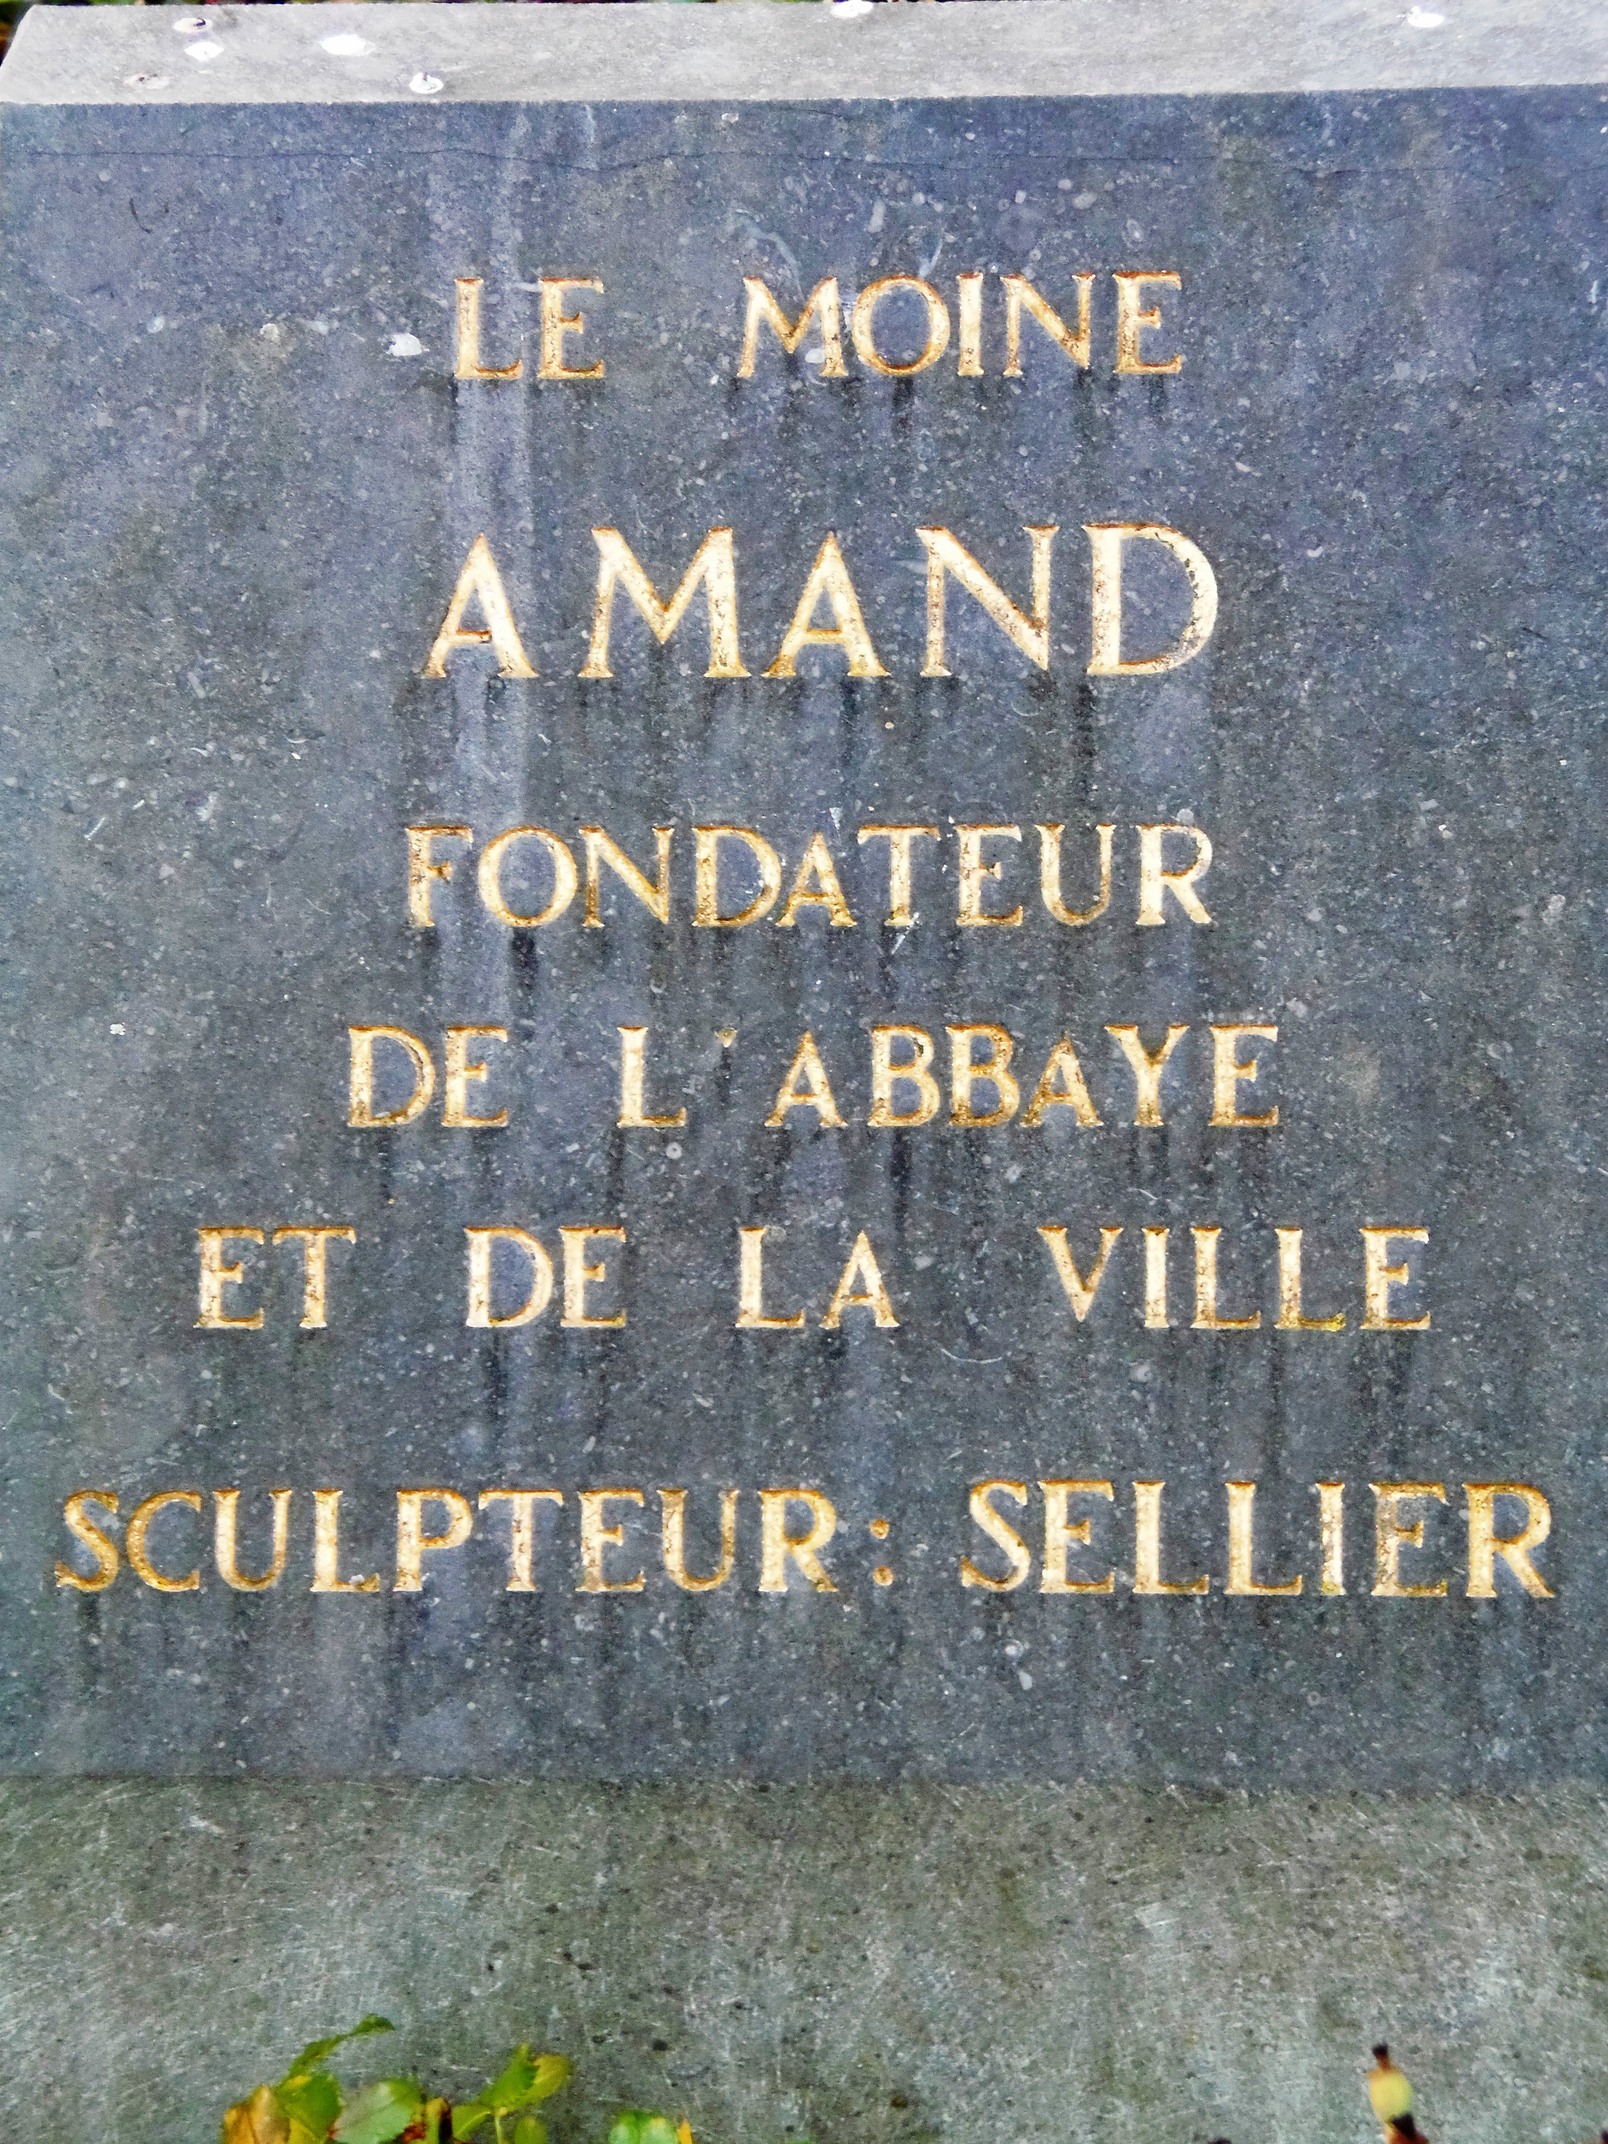 LE MOINE
AMAND
FONDATEUR
DE L'ABBAYE
ET DE LA VILLE
SCULPTEUR: SELLIER